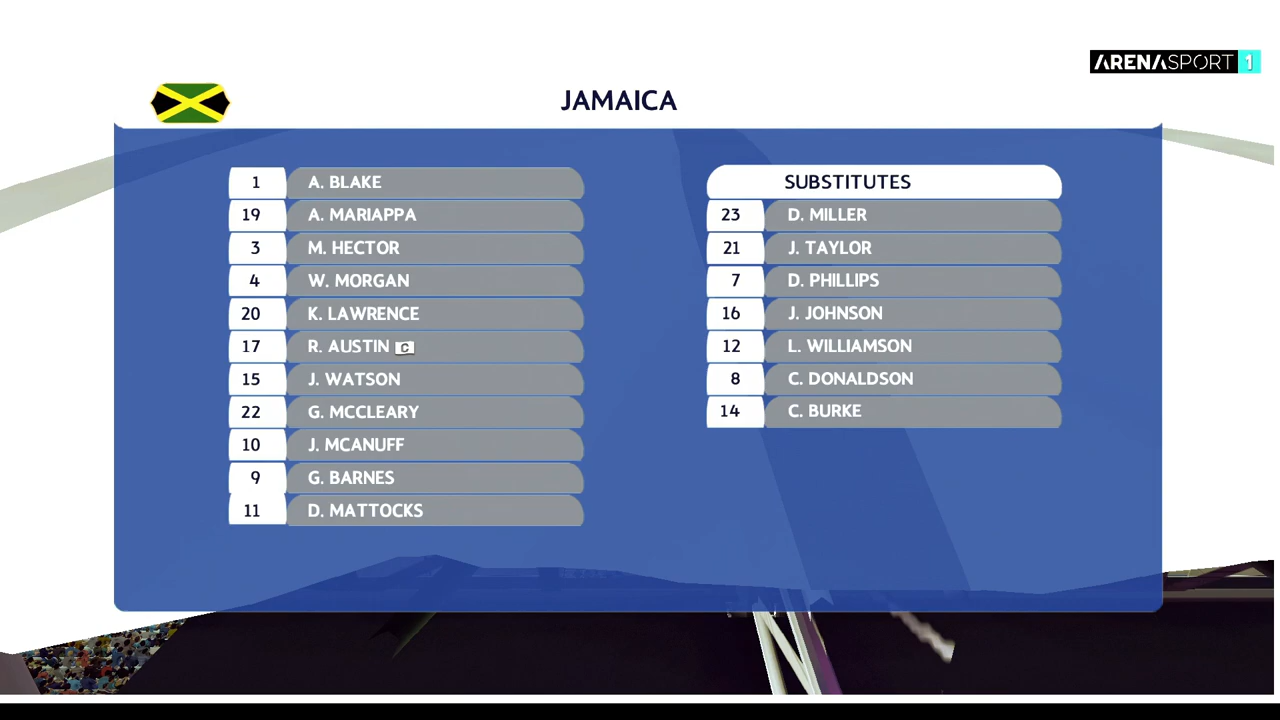 ARENASPORT 1
JAMAICA
1 A. BLAKE
19 A. MARIAPPA
3 M. HECTOR
4 W. MORGAN
20 K. LAWRENCE
17 R. AUSTIN C
15 J. WATSON
22 G. MCCLEARY
10 J. MCANUFF
9 G. BARNES
11 D. MATTOCKS
SUBSTITUTES
23 D. MILLER
21 J. TAYLOR
7 D. PHILLIPS
16 J. JOHNSON
12 L. WILLIAMSON
8 C. DONALDSON
14 C. BURKE